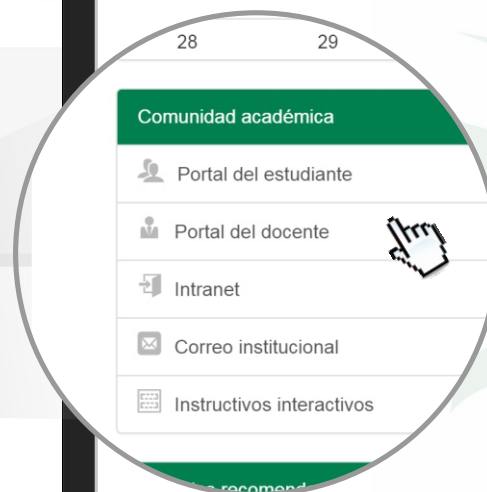 28 29
Comunidad académica
Portal del estudiante
Portal del docente
Intranet
Correo institucional
Instructivos interactivos